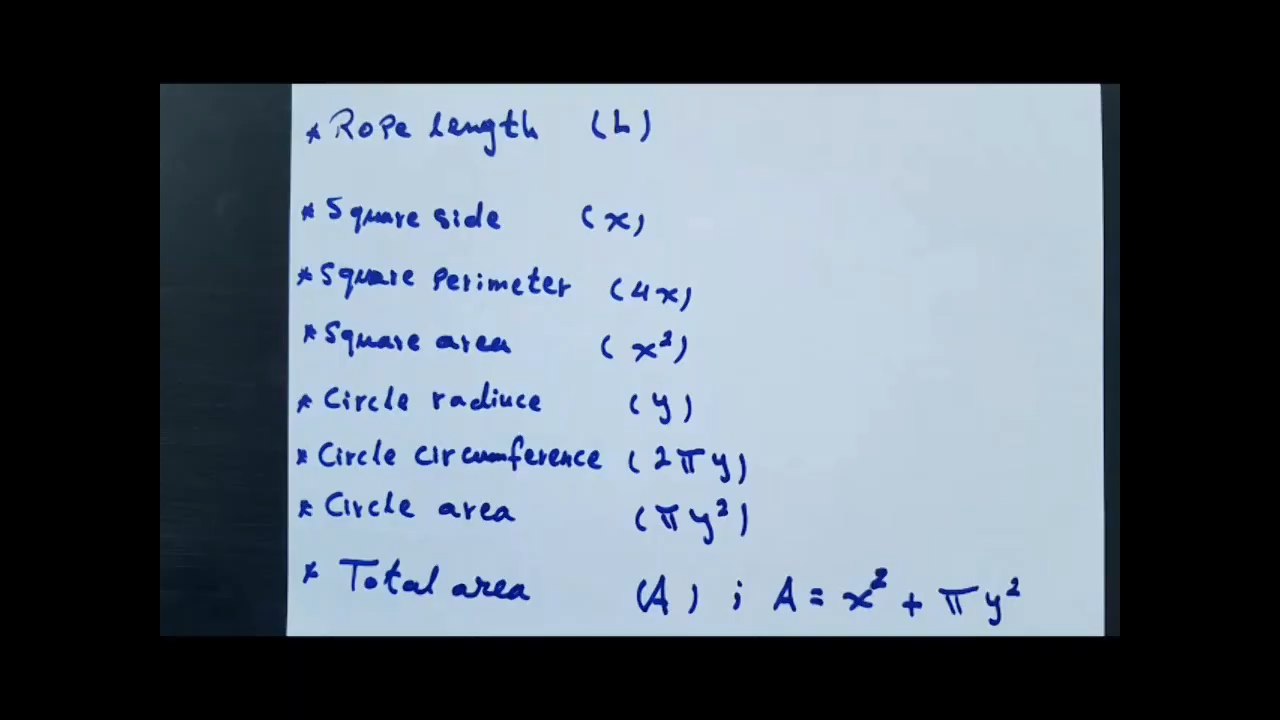 * Rope length (L)
* Square side (x)
* Square perimeter (4x)
* Square area (x²)
* Circle radiuce (y)
* Circle circumference (2πy)
* Circle area (πy²)
* Total area (A) ; A = x² + πy²